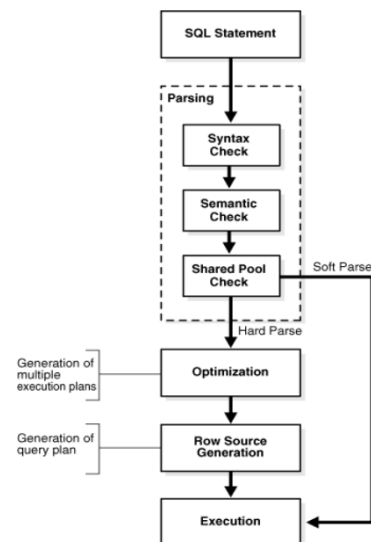 SQL Statement
Parsing
Syntax
Check
Semantic
Check
Shared Pool
Check
Soft Parse
Hard Parse
Generation of
multiple
execution plans
Optimization
Generation of
query plan
Row Source
Generation
Execution